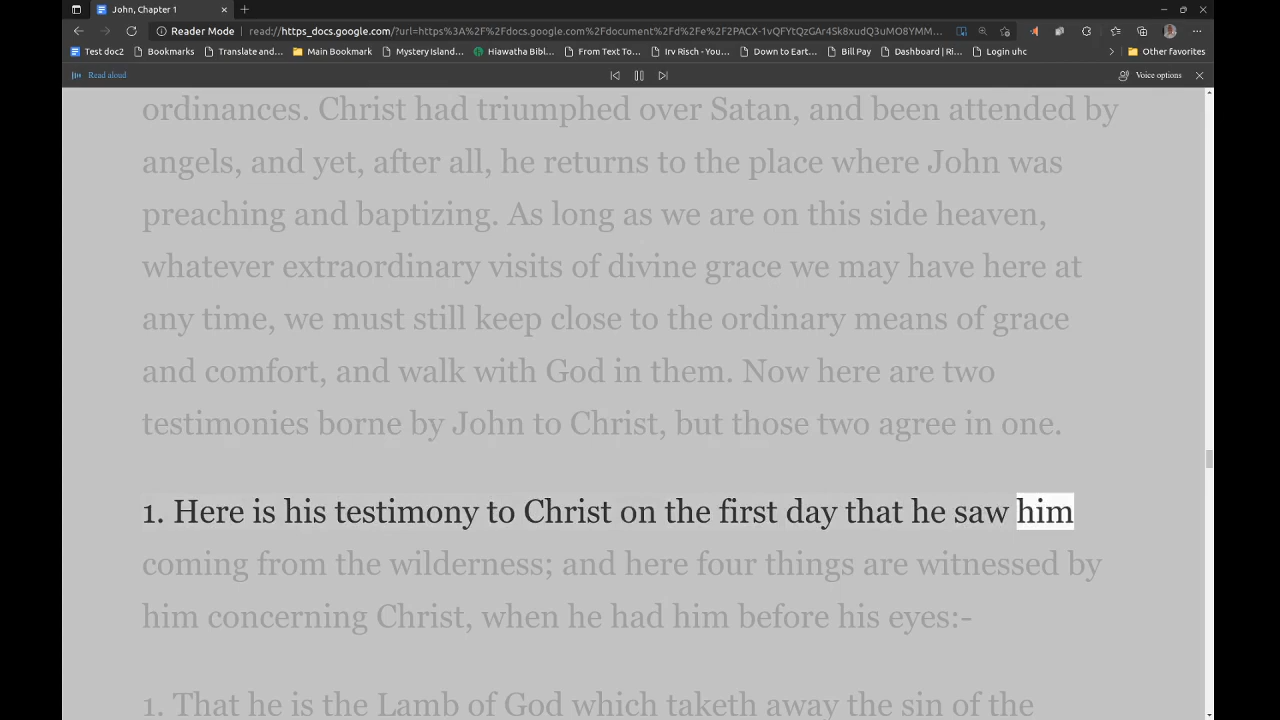 John, Chapter 1
Reader Mode
read://https_docs.google.com/?url=https%3A%2F%2Fdocs.google.com%2Fdocument%2Fd%2Fe%2F2PACX-1vQFYtQzGAr4Sk8xudQ3uMO8YMM...
Test doc2
Bookmarks
Translate and...
Main Bookmark
Mystery Island...
Hiawatha Bibl...
From Text To...
Irv Risch - You...
Down to Eart...
Bill Pay
Dashboard | Ri...
Login uhc
Other favorites
Read aloud
Voice options
ordinances. Christ had triumphed over Satan, and been attended by
angels, and yet, after all, he returns to the place where John was
preaching and baptizing. As long as we are on this side heaven,
whatever extraordinary visits of divine grace we may have here at
any time, we must still keep close to the ordinary means of grace
and comfort, and walk with God in them. Now here are two
testimonies borne by John to Christ, but those two agree in one.
1. Here is his testimony to Christ on the first day that he saw him
coming from the wilderness; and here four things are witnessed by
him concerning Christ, when he had him before his eyes:-
1. That he is the Lamb of God which taketh away the sin of the